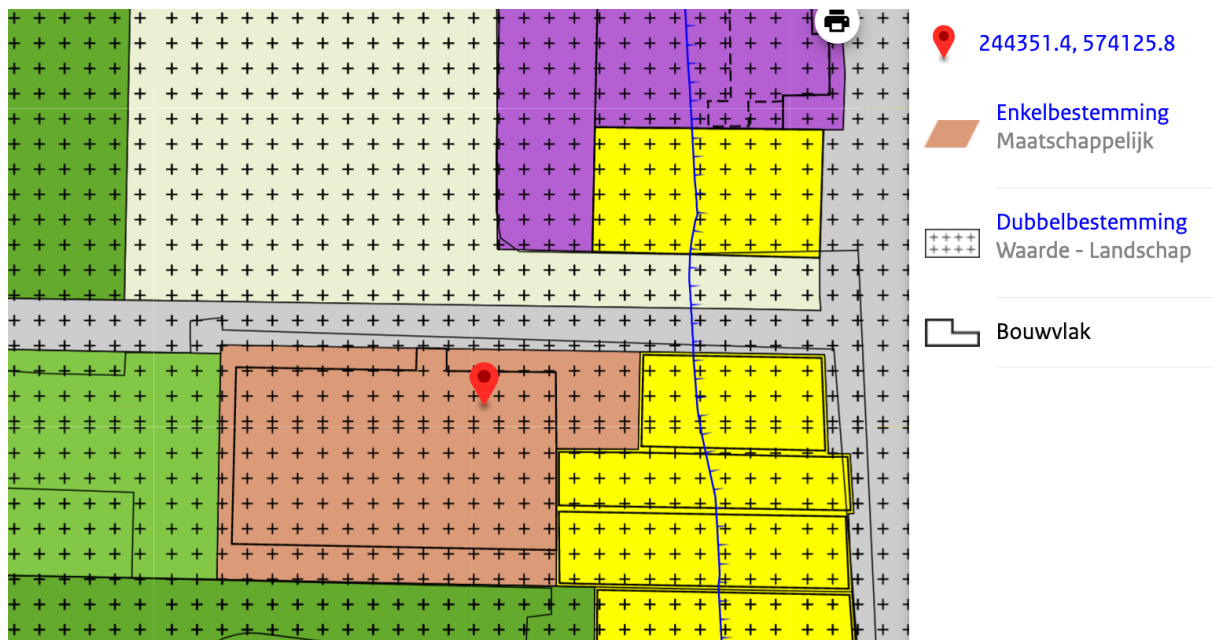 244351.4, 574125.8
Enkelbestemming
Maatschappelijk
Dubbelbestemming
Waarde - Landschap
Bouwvlak